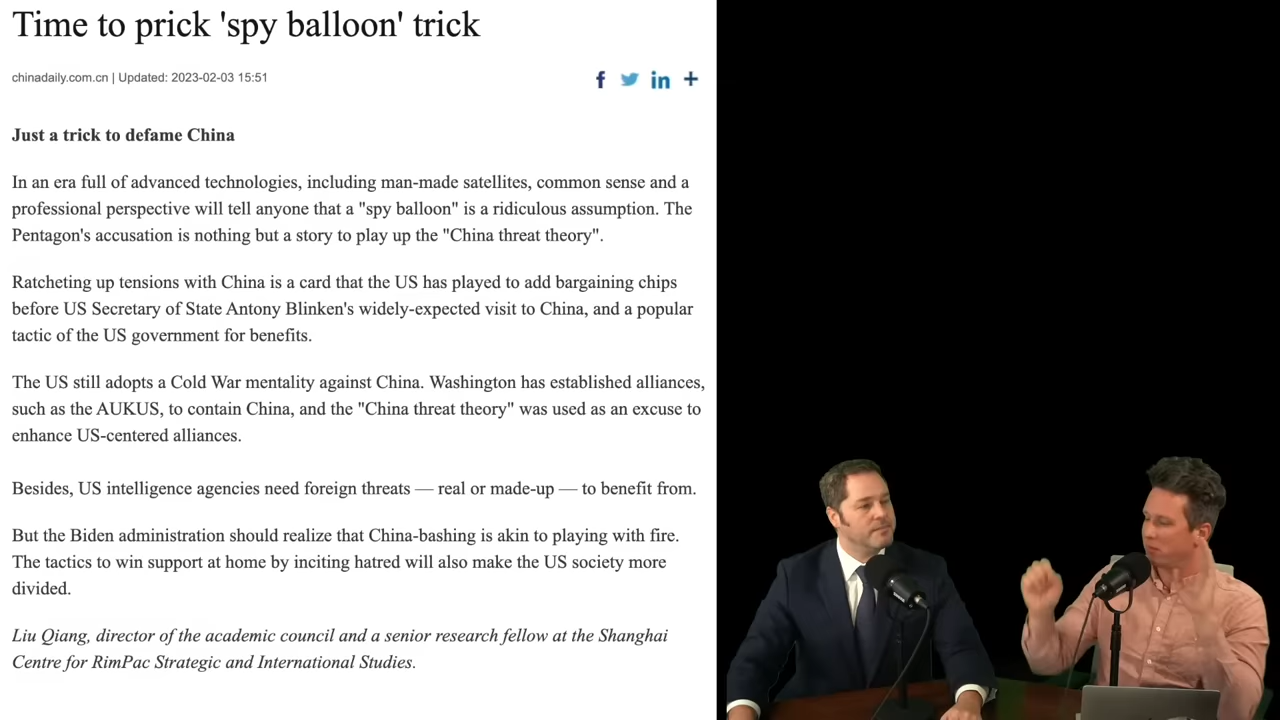 Time to prick 'spy balloon' trick
chinadaily.com.cn | Updated: 2023-02-03 15:51
Just a trick to defame China
In an era full of advanced technologies, including man-made satellites, common sense and a
professional perspective will tell anyone that a "spy balloon" is a ridiculous assumption. The
Pentagon's accusation is nothing but a story to play up the "China threat theory".
Ratcheting up tensions with China is a card that the US has played to add bargaining chips
before US Secretary of State Antony Blinken's widely-expected visit to China, and a popular
tactic of the US government for benefits.
The US still adopts a Cold War mentality against China. Washington has established alliances,
such as the AUKUS, to contain China, and the "China threat theory" was used as an excuse to
enhance US-centered alliances.
Besides, US intelligence agencies need foreign threats — real or made-up — to benefit from.
But the Biden administration should realize that China-bashing is akin to playing with fire.
The tactics to win support at home by inciting hatred will also make the US society more
divided.
Liu Qiang, director of the academic council and a senior research fellow at the Shanghai
Centre for RimPac Strategic and International Studies.